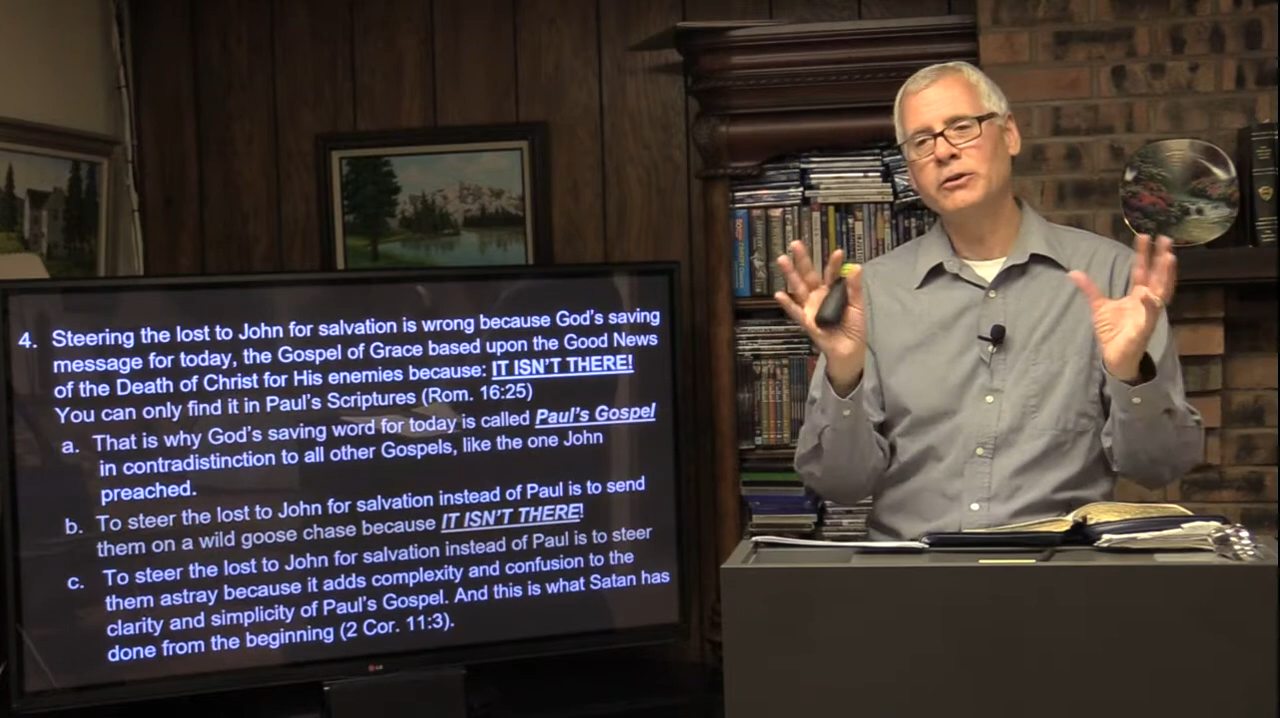 4. Steering the lost to John for salvation is wrong because God's saving
message for today, the Gospel of Grace based upon the Good News
of the Death of Christ for His enemies because: IT ISN'T THERE!
You can only find it in Paul's Scriptures (Rom. 16:25)
a. That is why God's saving word for today is called Paul's Gospel
in contradistinction to all other Gospels, like the one John
preached.
b. To steer the lost to John for salvation instead of Paul is to send
them on a wild goose chase because IT ISN'T THERE!
c. To steer the lost to John for salvation instead of Paul is to steer
them astray because it adds complexity and confusion to the
clarity and simplicity of Paul's Gospel. And this is what Satan has
done from the beginning (2 Cor. 11:3).
LG